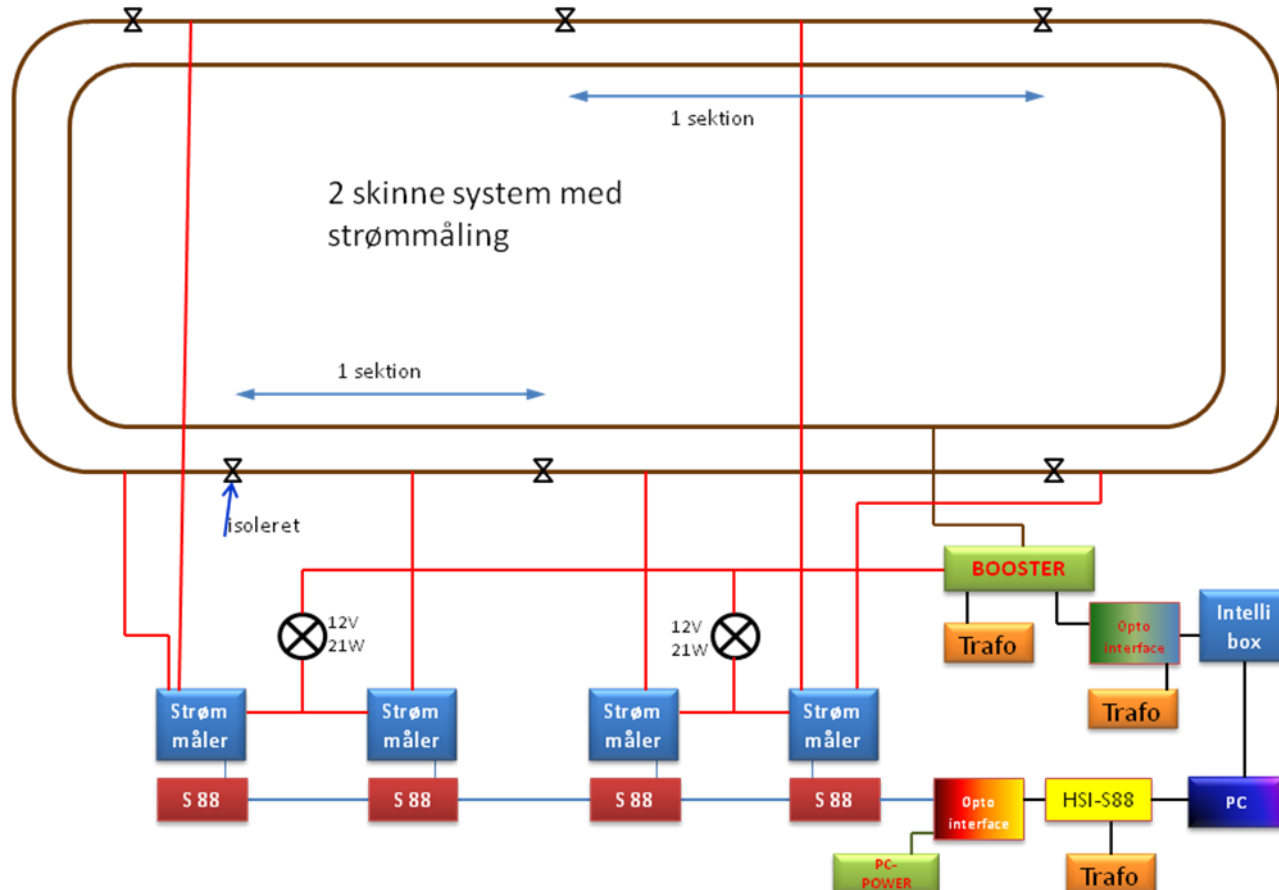 1 sektion
2 skinne system med
strømmåling
1 sektion
isoleret
BOOSTER
12V
21W
12V
21W
Trafo
Opto
interface
Intelli
box
Strøm
måler
Strøm
måler
Strøm
måler
Strøm
måler
Trafo
S 88
S 88
S 88
S 88
Opto
interface
HSI-S88
PC
PC-
POWER
Trafo